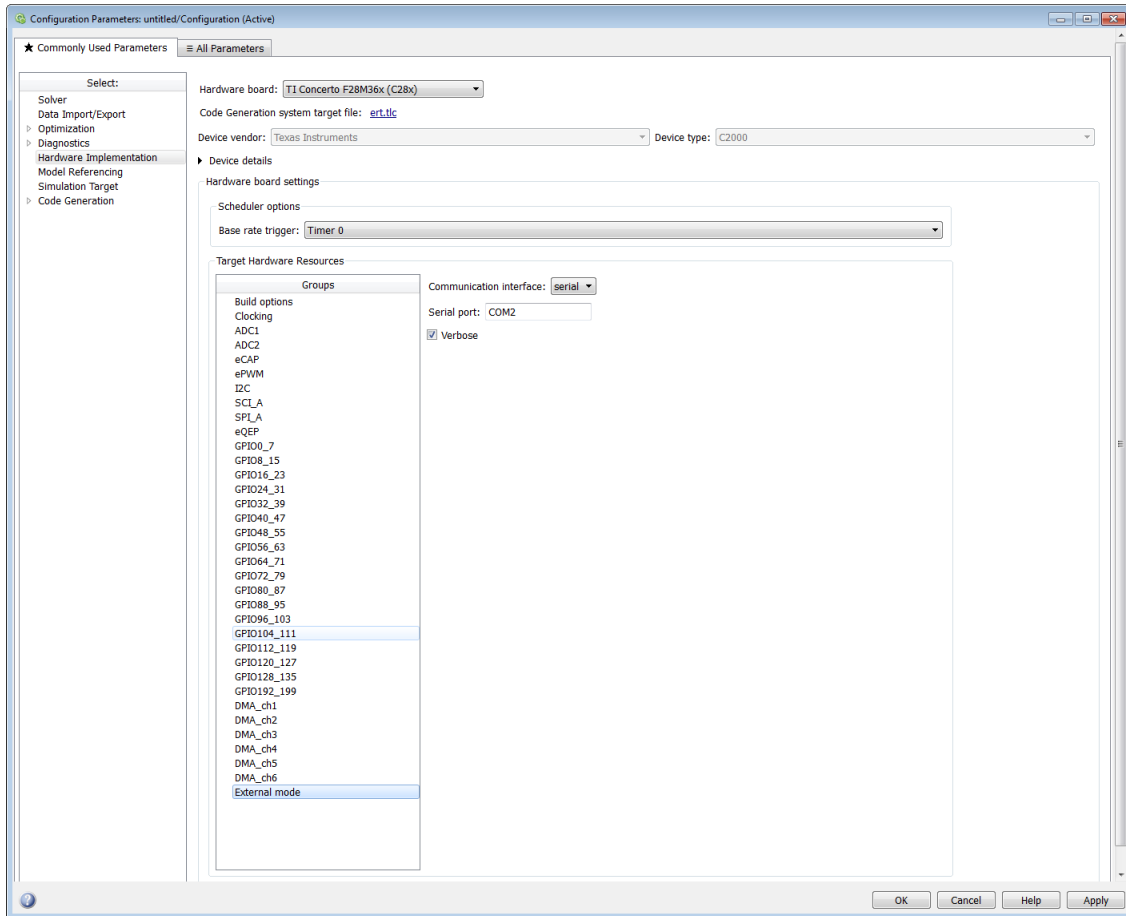 Configuration Parameters: untitled/Configuration (Active)
★ Commonly Used Parameters
≡ All Parameters
Select:
Solver
Data Import/Export
Optimization
Diagnostics
Hardware Implementation
Model Referencing
Simulation Target
Code Generation
Hardware board: TI Concerto F28M36x (C28x)
Code Generation system target file: ert.tlc
Device vendor: Texas Instruments Device type: C2000
Device details
Hardware board settings
Scheduler options
Base rate trigger: Timer 0
Target Hardware Resources
Groups
Build options
Clocking
ADC1
ADC2
eCAP
ePWM
I2C
SCI_A
SPI_A
eQEP
GPIO0_7
GPIO8_15
GPIO16_23
GPIO24_31
GPIO32_39
GPIO40_47
GPIO48_55
GPIO56_63
GPIO64_71
GPIO72_79
GPIO80_87
GPIO88_95
GPIO96_103
GPIO104_111
GPIO112_119
GPIO120_127
GPIO128_135
GPIO192_199
DMA_ch1
DMA_ch2
DMA_ch3
DMA_ch4
DMA_ch5
DMA_ch6
External mode
Communication interface: serial
Serial port: COM2
Verbose
OK Cancel Help Apply